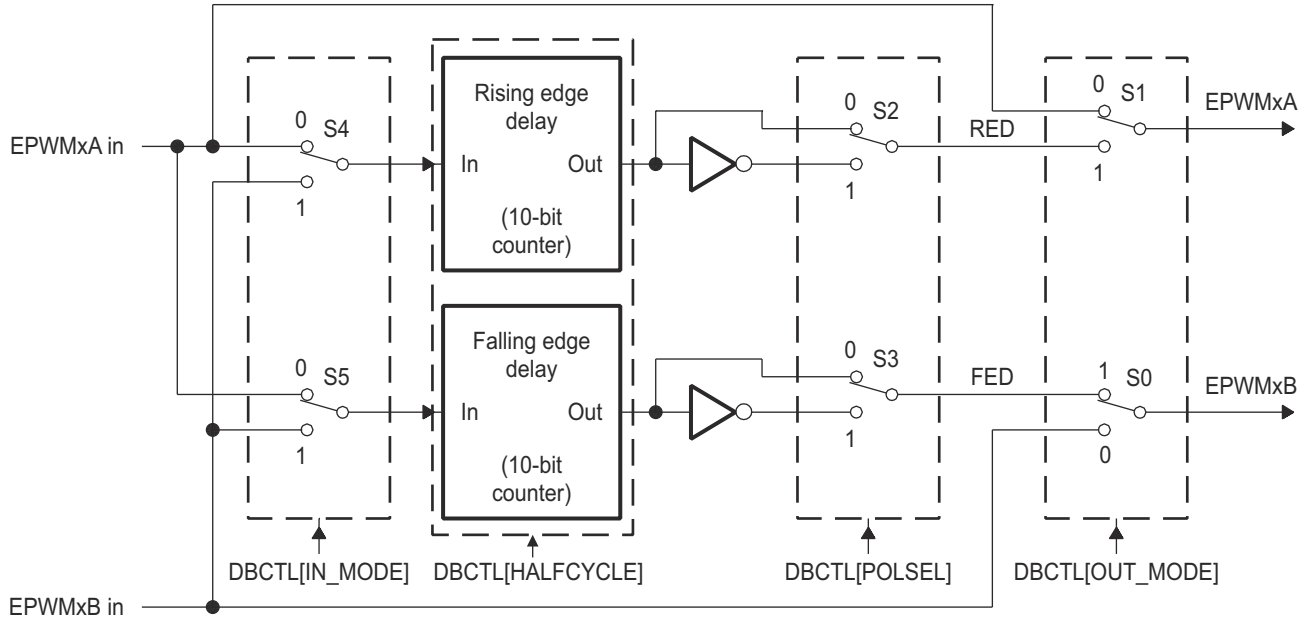 0 S1
EPWMxA
0 S4
Rising edge
delay
0 S2
RED
EPWMxA in
In Out
1
1
1
(10-bit
counter)
Falling edge
delay
0 S5
0 S3
FED
1 S0
EPWMxB
In Out
1
1
0
(10-bit
counter)
DBCTL[IN_MODE] DBCTL[HALFCYCLE] DBCTL[POLSEL] DBCTL[OUT_MODE]
EPWMxB in